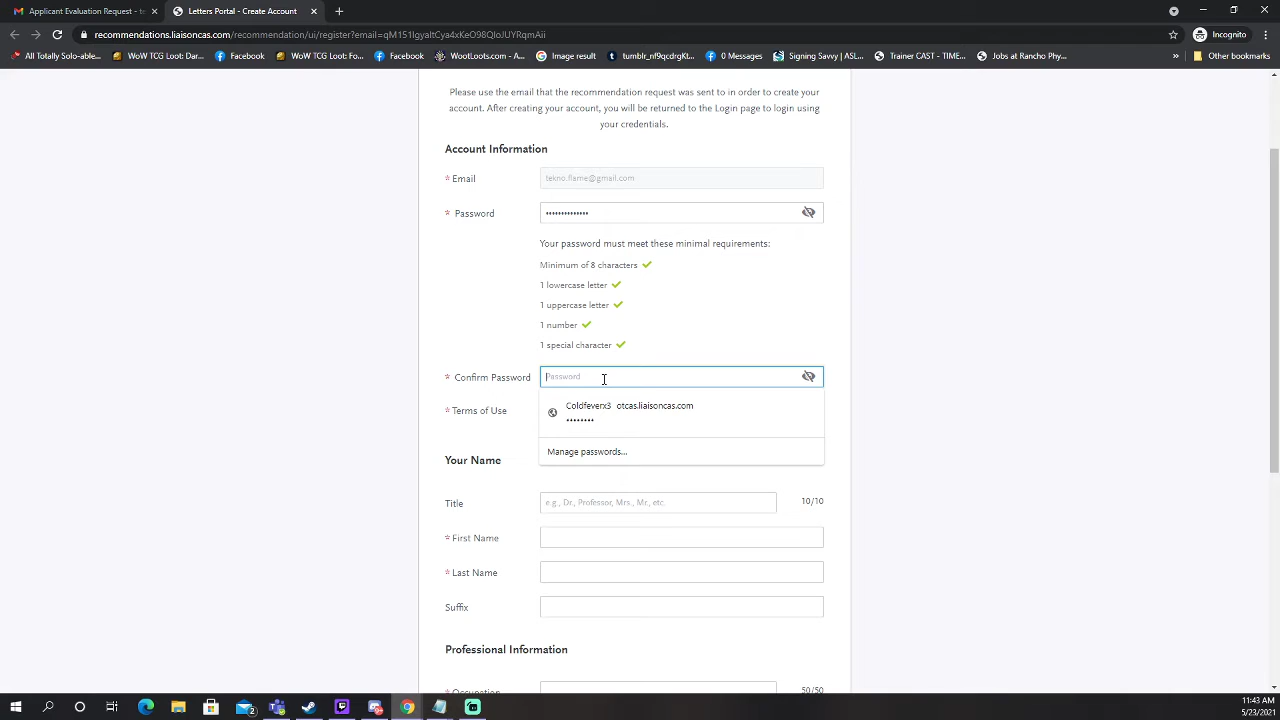 Applicant Evaluation Request - te
Letters Portal - Create Account
recommendations.liaisoncas.com/recommendation/ui/register?email=
Incognito
All Totally Solo-able...
WoW TCG Loot: Dar...
Facebook
WoW TCG Loot: Fo...
Facebook
WootLoots.com - A...
Image result
tumblr_nf9qcdrgKt...
0 Messages
Signing Savvy | ASL...
Trainer CAST - TIME...
Jobs at Rancho Phy...
»
Other bookmarks
Please use the email that the recommendation request was sent to in order to create your
account. After creating your account, you will be returned to the Login page to login using
your credentials.
Account Information
* Email
tekno.flame@gmail.com
* Password
••••••••••••••
Your password must meet these minimal requirements:
Minimum of 8 characters
1 lowercase letter
1 uppercase letter
1 number
1 special character
* Confirm Password
Password
Coldfeverx3 otcas.liaisoncas.com
••••••••
* Terms of Use
Manage passwords...
Your Name
Title
e.g., Dr., Professor, Mrs., Mr., etc.
10/10
* First Name
* Last Name
Suffix
Professional Information
* Occupation
50/50
11:43 AM
5/23/2021